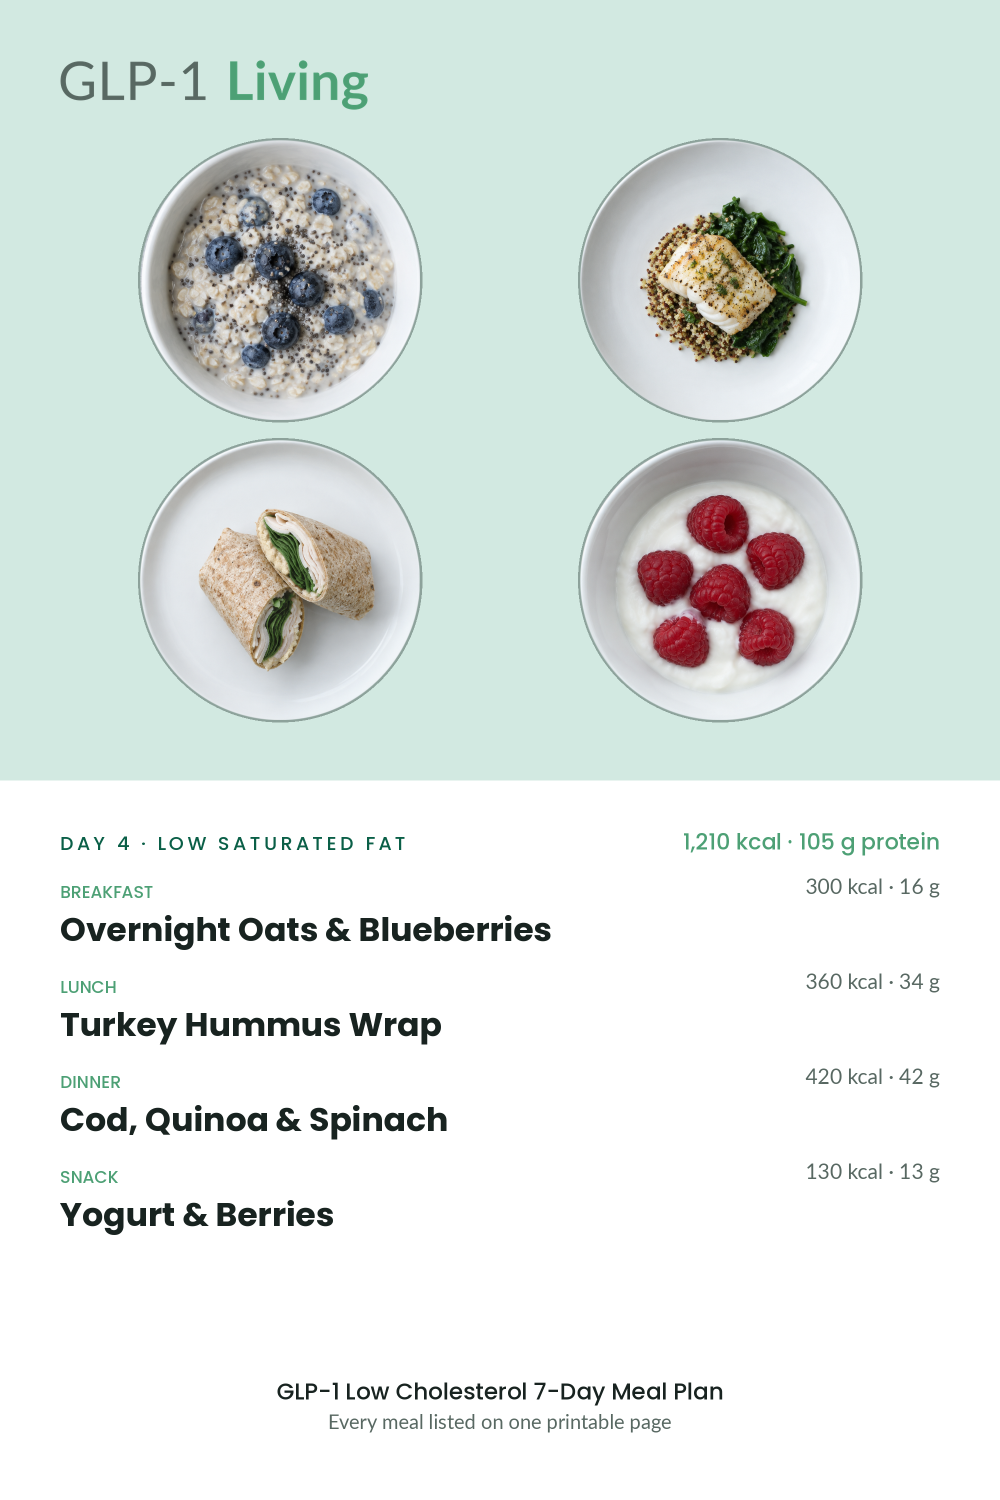 GLP-1 Living
DAY 4 · LOW SATURATED FAT
1,210 kcal · 105 g protein
BREAKFAST
300 kcal · 16 g
Overnight Oats & Blueberries
LUNCH
360 kcal · 34 g
Turkey Hummus Wrap
DINNER
420 kcal · 42 g
Cod, Quinoa & Spinach
SNACK
130 kcal · 13 g
Yogurt & Berries
GLP-1 Low Cholesterol 7-Day Meal Plan
Every meal listed on one printable page